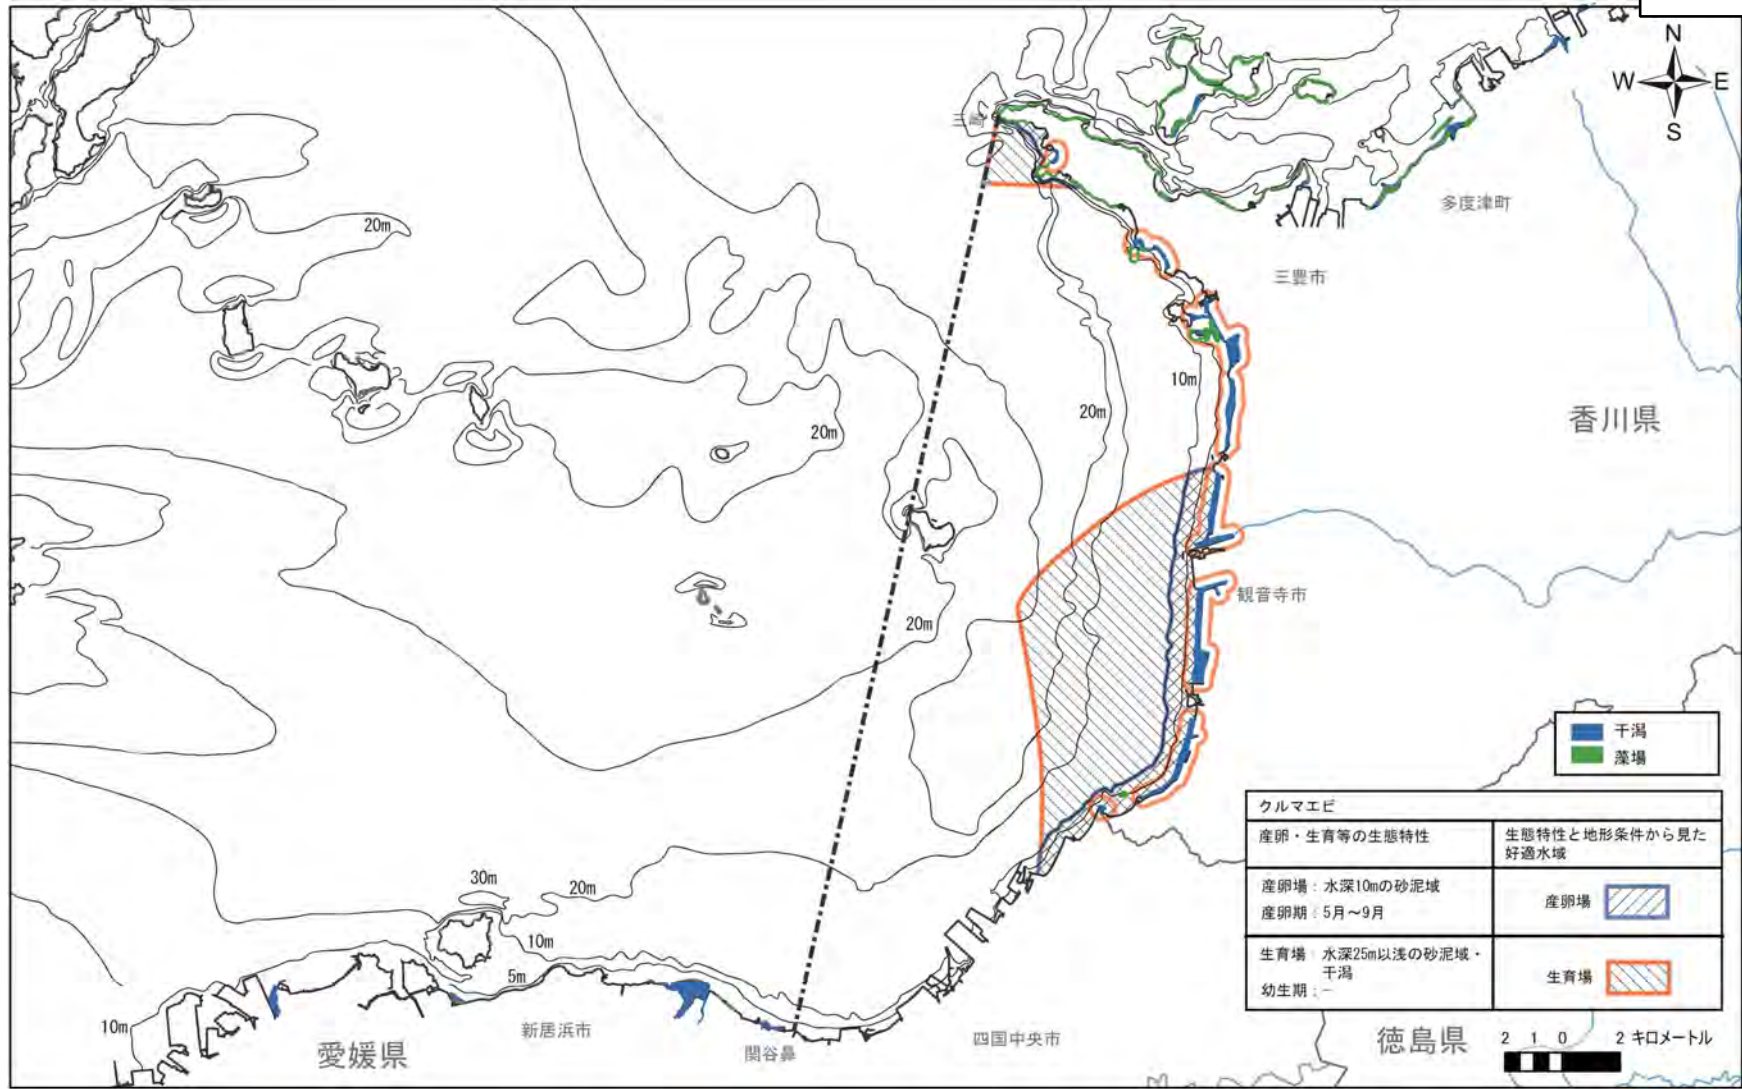 N
W E
S
三崎
多度津町
20m
三豊市
10m
20m
香川県
20m
観音寺市
20m
干潟
藻場
クルマエビ
産卵・生育等の生態特性
生態特性と地形条件から見た
好適水域
産卵場：水深10mの砂泥域
産卵期：5月～9月
産卵場
生育場：水深25m以浅の砂泥域・
干潟
幼生期：－
生育場
30m
20m
10m
5m
10m
新居浜市
愛媛県
関谷鼻
四国中央市
徳島県
2 1 0 2 キロメートル